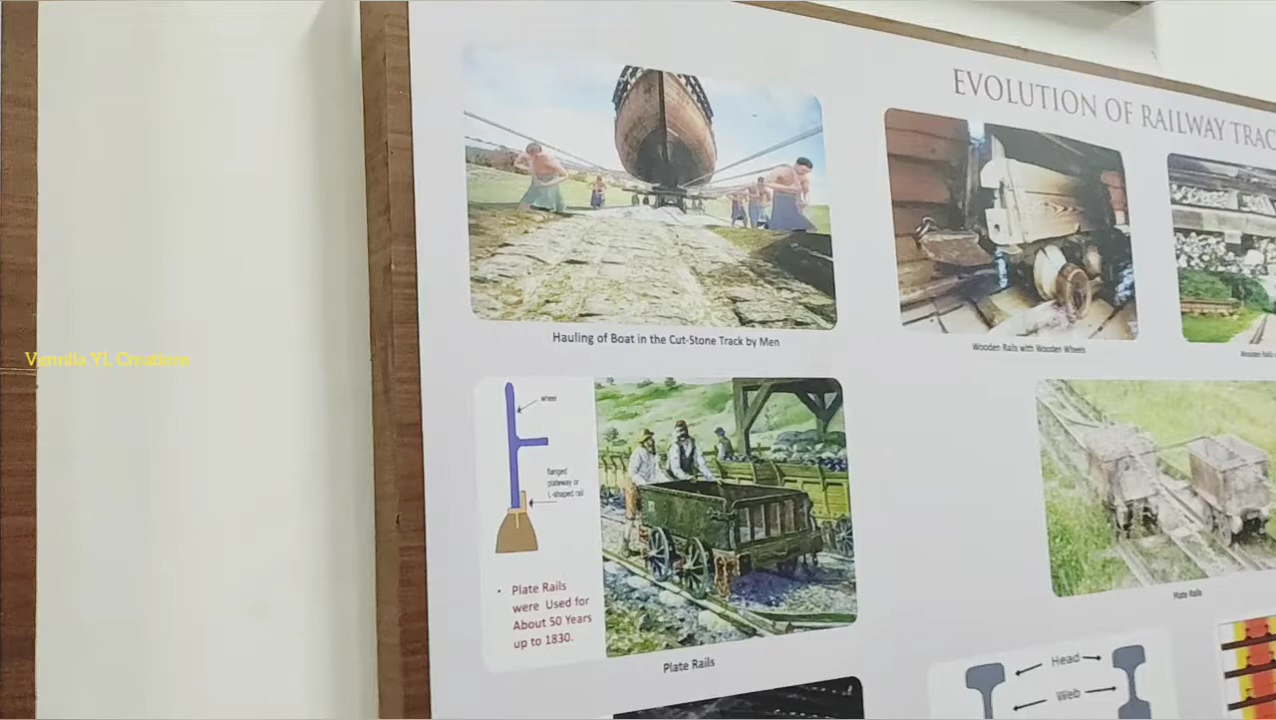 EVOLUTION OF RAILWAY TRAC
Hauling of Boat in the Cut-Stone Track by Men
Wooden Rails with Wooden Wheels
Wooden Rails
wheel
flanged
plateway or
L-shaped rail
• Plate Rails
were Used for
About 50 Years
up to 1830.
Plate Rails
Plate Rails
Head
Web
Vennila YL Creations